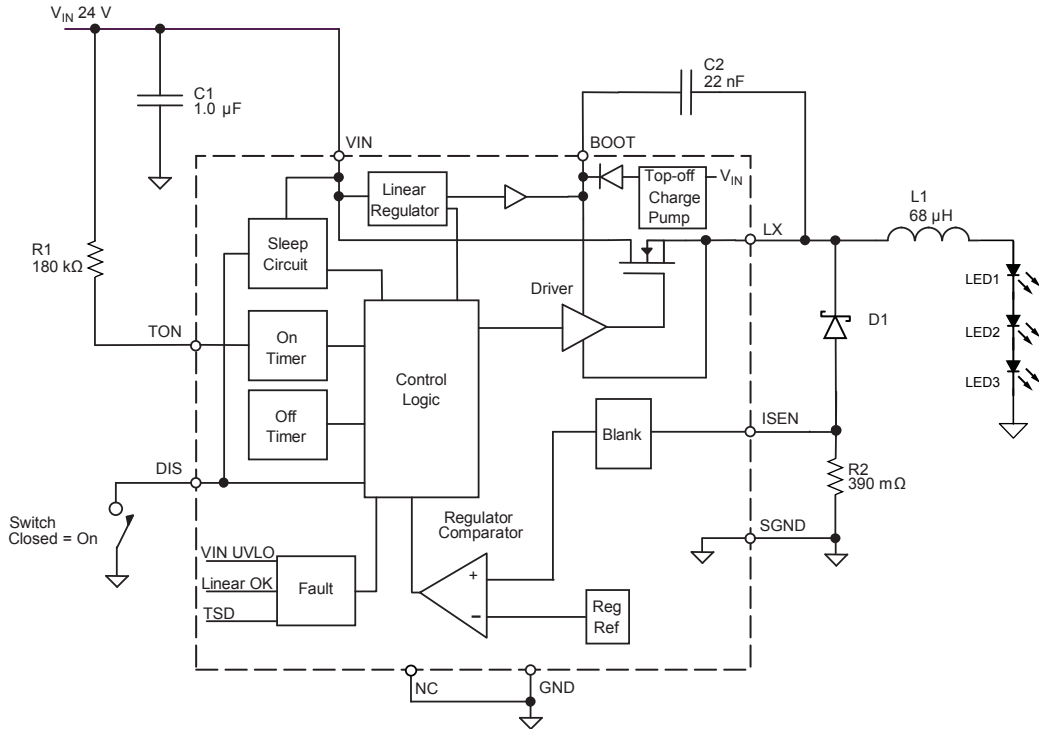 V_IN 24 V
C1
1.0 µF
C2
22 nF
VIN
BOOT
Linear
Regulator
Top-off
Charge
Pump
V_IN
L1
68 µH
LX
R1
180 kΩ
Sleep
Circuit
Driver
LED1
LED2
LED3
D1
TON
On
Timer
Control
Logic
Off
Timer
Blank
ISEN
DIS
R2
390 mΩ
Switch
Closed = On
Regulator
Comparator
SGND
VIN UVLO
Linear OK
TSD
Fault
+
–
Reg
Ref
NC
GND